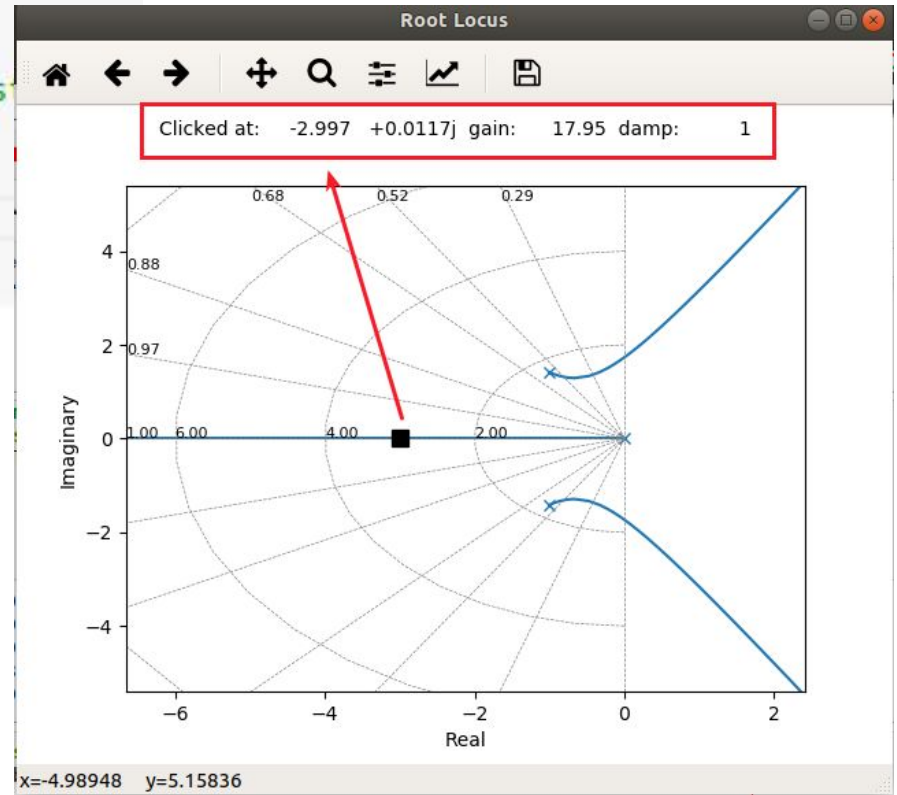 Root Locus
Clicked at: -2.997 +0.0117j gain: 17.95 damp: 1
0.68 0.52 0.29
4
0.88
2
0.97
0
1.00 6.00 4.00 2.00
Imaginary
−2
−4
−6 −4 −2 0 2
Real
x=-4.98948 y=5.15836